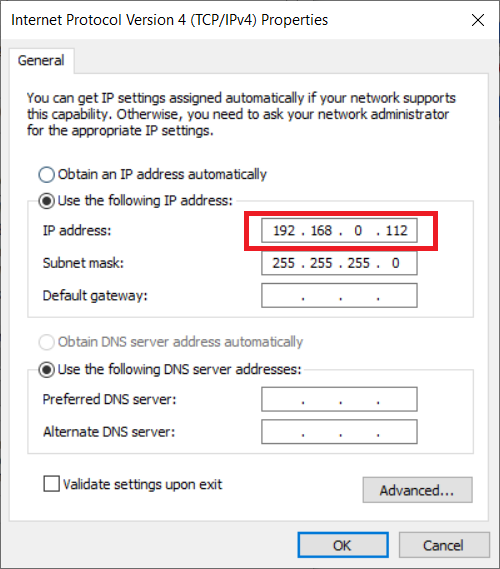 Internet Protocol Version 4 (TCP/IPv4) Properties
General
You can get IP settings assigned automatically if your network supports
this capability. Otherwise, you need to ask your network administrator
for the appropriate IP settings.
Obtain an IP address automatically
Use the following IP address:
IP address: 192 . 168 . 0 . 112
Subnet mask: 255 . 255 . 255 . 0
Default gateway: . . .
Obtain DNS server address automatically
Use the following DNS server addresses:
Preferred DNS server: . . .
Alternate DNS server: . . .
Validate settings upon exit
Advanced...
OK Cancel